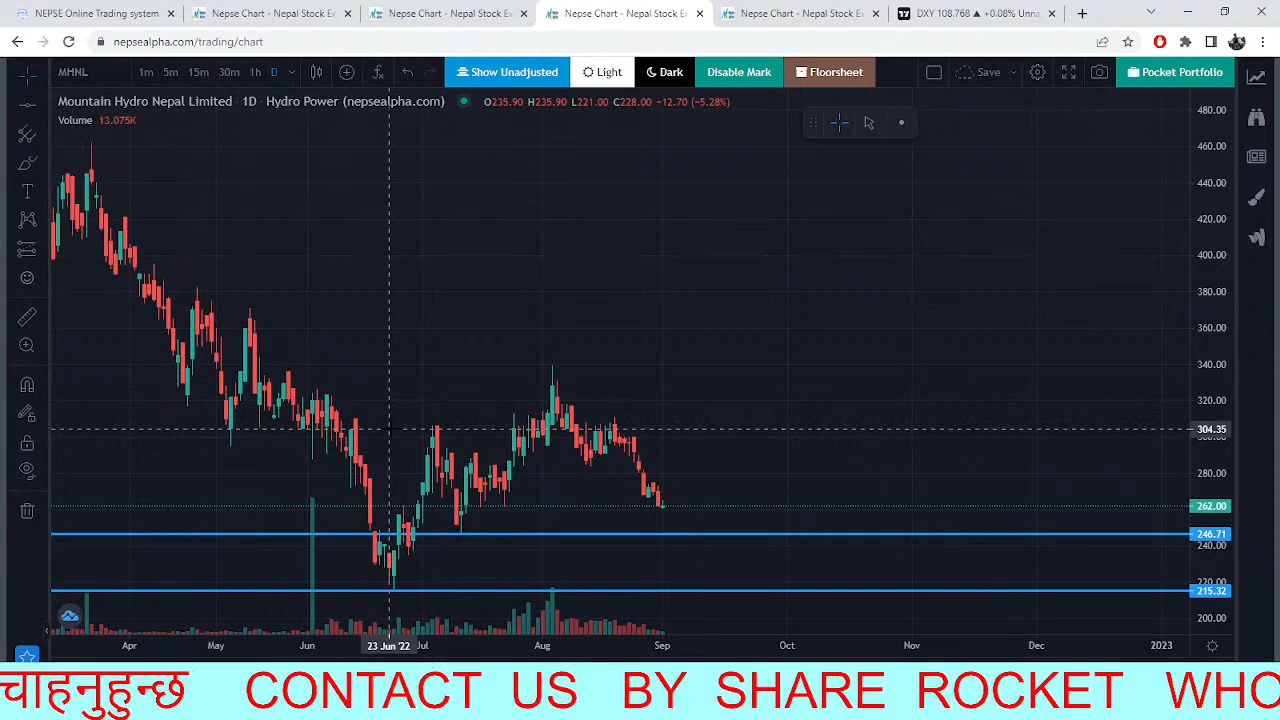 NEPSE Online Trading system
Nepse Chart - Nepal Stock Ex
Nepse Chart - Nepal Stock Ex
Nepse Chart - Nepal Stock Ex
Nepse Chart - Nepal Stock Ex
DXY 108.768 ▲ +0.08% Unna
nepsealpha.com/trading/chart
MHNL 1m 5m 15m 30m 1h D Show Unadjusted Light Dark Disable Mark Floorsheet Save Pocket Portfolio
Mountain Hydro Nepal Limited · 1D · Hydro Power (nepsealpha.com) O235.90 H235.90 L221.00 C228.00 −12.70 (−5.28%)
Volume 13.075K
480.00
460.00
440.00
420.00
400.00
380.00
360.00
340.00
320.00
304.35
280.00
262.00
246.71
240.00
215.32
200.00
Apr May Jun 23 Jun '22 Jul Aug Sep Oct Nov Dec 2023
चाहनुहुन्छ CONTACT US BY SHARE ROCKET WHO